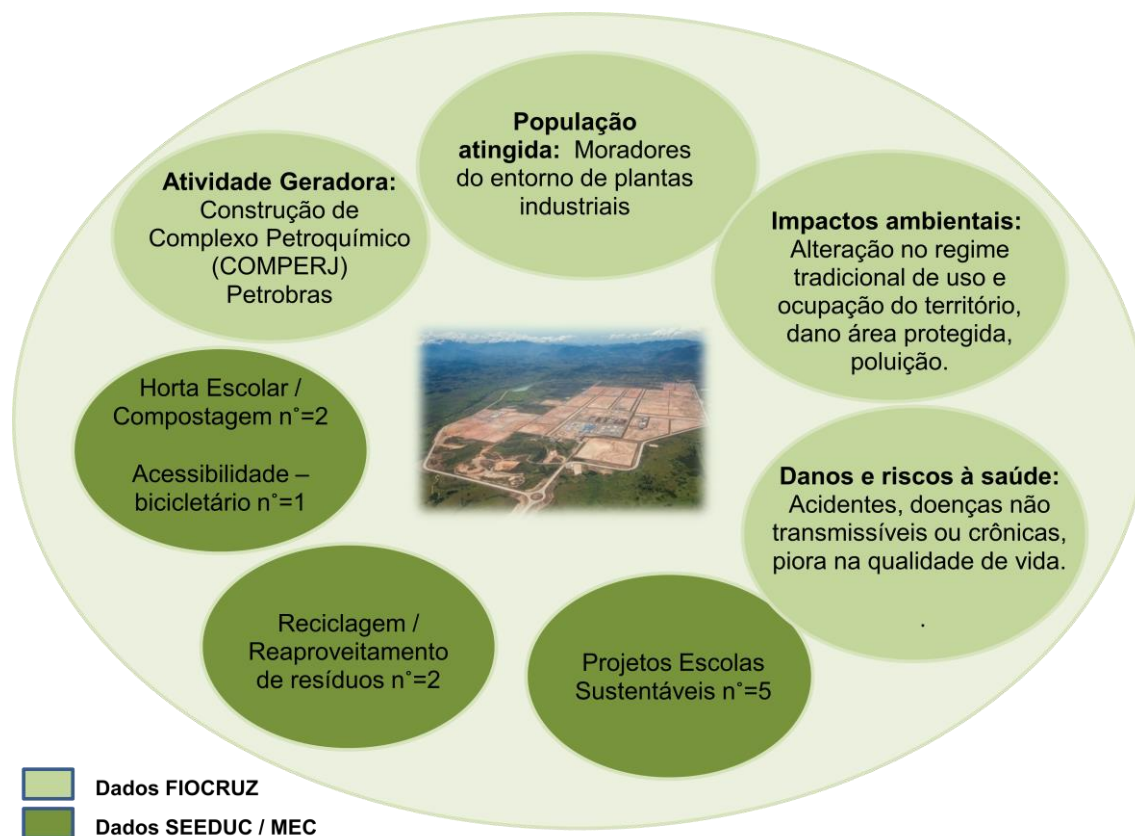 População
atingida: Moradores
do entorno de plantas
industriais
Atividade Geradora:
Construção de
Complexo Petroquímico
(COMPERJ)
Petrobras
Impactos ambientais:
Alteração no regime
tradicional de uso e
ocupação do território,
dano área protegida,
poluição.
Horta Escolar /
Compostagem n˚=2
Acessibilidade –
bicicletário n˚=1
Danos e riscos à saúde:
Acidentes, doenças não
transmissíveis ou crônicas,
piora na qualidade de vida.
.
Reciclagem /
Reaproveitamento
de resíduos n˚=2
Projetos Escolas
Sustentáveis n˚=5
Dados FIOCRUZ
Dados SEEDUC / MEC